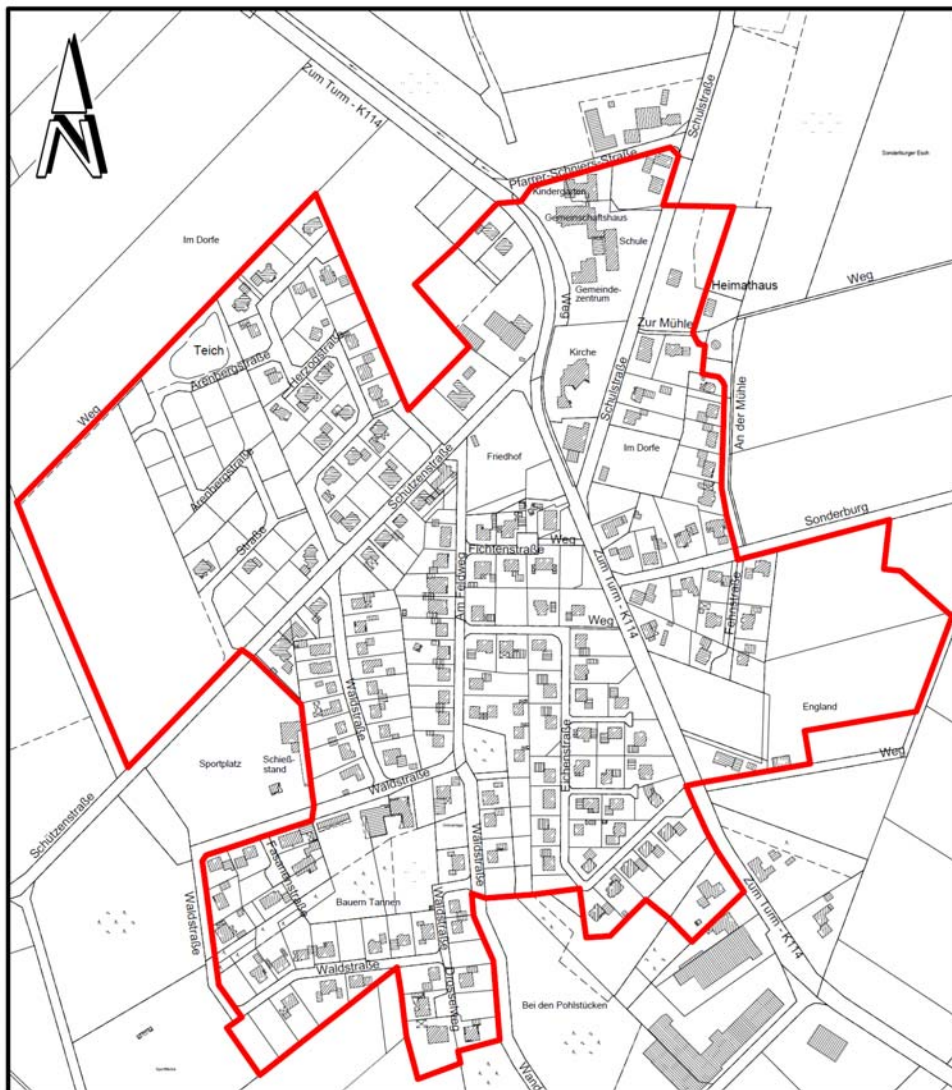 N
Zum Turm - K114
Schulstraße
Pfarrer-Schniers-Straße
Sonderburger Esch
Kindergarten
Gemeinschaftshaus
Im Dorfe
Schule
Weg
Heimathaus
Gemeinde-
zentrum
Weg
Zur Mühle
Teich
Herzogstraße
Arenbergstraße
Kirche
Schulstraße
An der Mühle
Weg
Im Dorfe
Friedhof
Schützenstraße
Arenbergstraße
Straße
Sonderburg
Fichtenstraße
Weg
Am Feldweg
Zum Turm - K114
Fehnstraße
Weg
Waldstraße
England
Sportplatz
Schieß-
stand
Eichenstraße
Weg
Waldstraße
Schützenstraße
Waldstraße
Fasanenstraße
Bauern Tannen
Waldstraße
Waldstraße
Zum Turm - K114
Waldstraße
Drosselweg
Bei den Pohlstücken